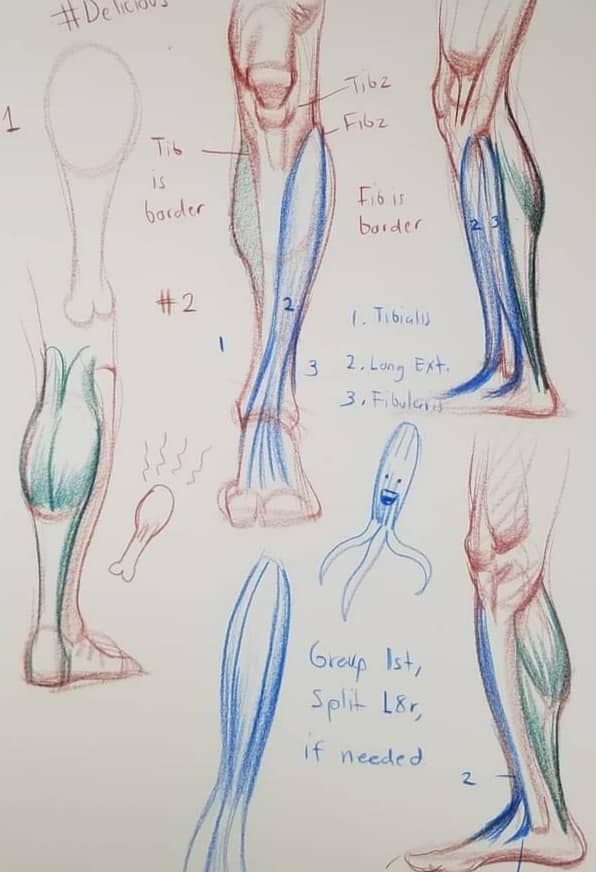 #Delicious
1
Tib2
Fib2
Tib
is
border
Fib is
border
#2
2
1
3
1. Tibialis
2. Long Ext.
3. Fibularis
2 3
Group 1st,
Split L8r,
if needed
2